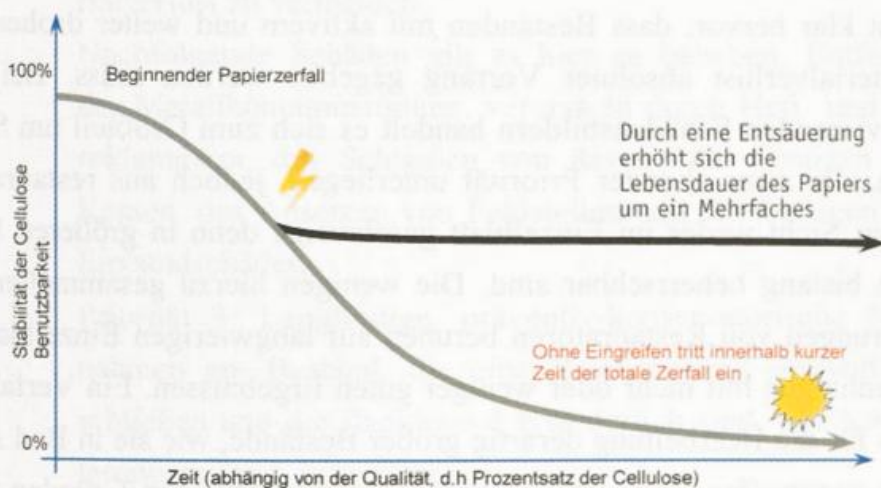 100%
Beginnender Papierzerfall
Durch eine Entsäuerung
erhöht sich die
Lebensdauer des Papiers
um ein Mehrfaches
Stabilität der Cellulose
Benutzbarkeit
Ohne Eingreifen tritt innerhalb kurzer
Zeit der totale Zerfall ein
0%
Zeit (abhängig von der Qualität, d.h Prozentsatz der Cellulose)